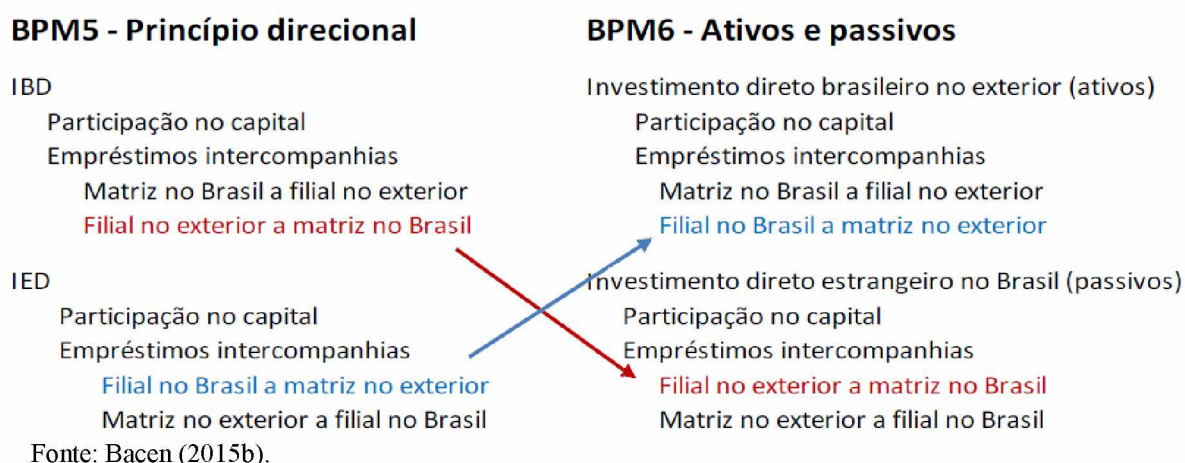 BPM5 - Princípio direcional
IBD
Participação no capital
Empréstimos intercompanhias
Matriz no Brasil a filial no exterior
Filial no exterior a matriz no Brasil
IED
Participação no capital
Empréstimos intercompanhias
Filial no Brasil a matriz no exterior
Matriz no exterior a filial no Brasil
BPM6 - Ativos e passivos
Investimento direto brasileiro no exterior (ativos)
Participação no capital
Empréstimos intercompanhias
Matriz no Brasil a filial no exterior
Filial no Brasil a matriz no exterior
Investimento direto estrangeiro no Brasil (passivos)
Participação no capital
Empréstimos intercompanhias
Filial no exterior a matriz no Brasil
Matriz no exterior a filial no Brasil
Fonte: Bacen (2015b).